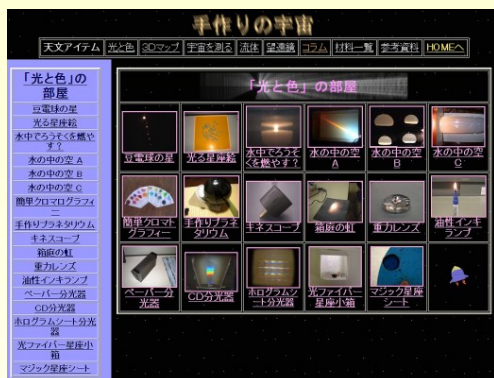 手作りの宇宙
天文アイテム 光と色 3Dマップ 宇宙を測る 流体 望遠鏡 コラム 材料一覧 参考資料 HOMEへ
「光と色」の
部屋
豆電球の星
光る星座絵
水中でろうそくを燃や
す?
水の中の空 A
水の中の空 B
水の中の空 C
簡単クロマログラフィ
ー
手作りプラネタリウム
キネスコープ
箱庭の虹
重力レンズ
油性インキランプ
ペーパー分光器
CD分光器
ホログラムシート分光
器
光ファイバー星座小
箱
マジック星座シート
「光と色」の部屋
豆電球の星
光る星座絵
水中でろうそ
くを燃やす?
水の中の空
A
水の中の空
B
水の中の空
C
簡単クロマト
グラフィー
手作りプラネ
タリウム
キネスコープ
箱庭の虹
重力レンズ
油性インキ
ランプ
ペーパー分
光器
CD分光器
ホログラムシ
ート分光器
光ファイバー
星座小箱
マジック星座
シート